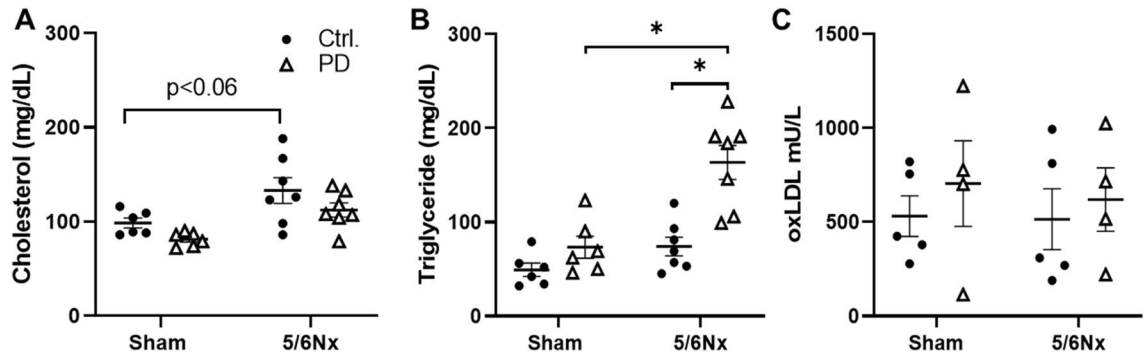 A
Cholesterol (mg/dL)
300
200
100
0
p<0.06
Ctrl.
PD
Sham
5/6Nx
B
Triglyceride (mg/dL)
300
200
100
0
*
*
Sham
5/6Nx
C
oxLDL mU/L
1500
1000
500
0
Sham
5/6Nx